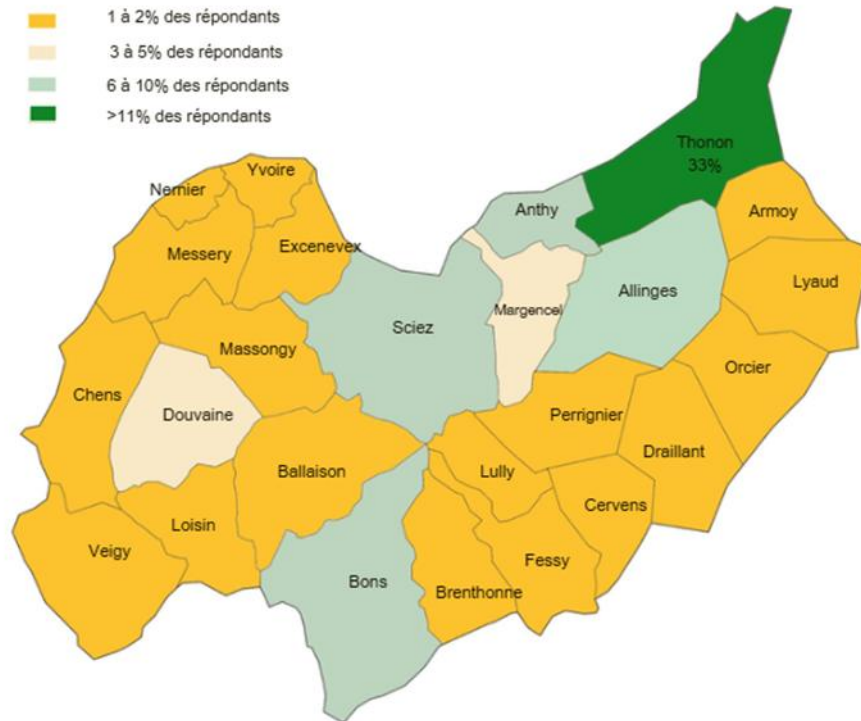 1 à 2% des répondants
3 à 5% des répondants
6 à 10% des répondants
>11% des répondants
Thonon
33%
Yvoire
Nernier
Anthy
Armoy
Messery
Excenevex
Lyaud
Allinges
Margencel
Sciez
Massongy
Orcier
Chens
Douvaine
Perrignier
Draillant
Ballaison
Lully
Cervens
Loisin
Veigy
Fessy
Bons
Brenthonne